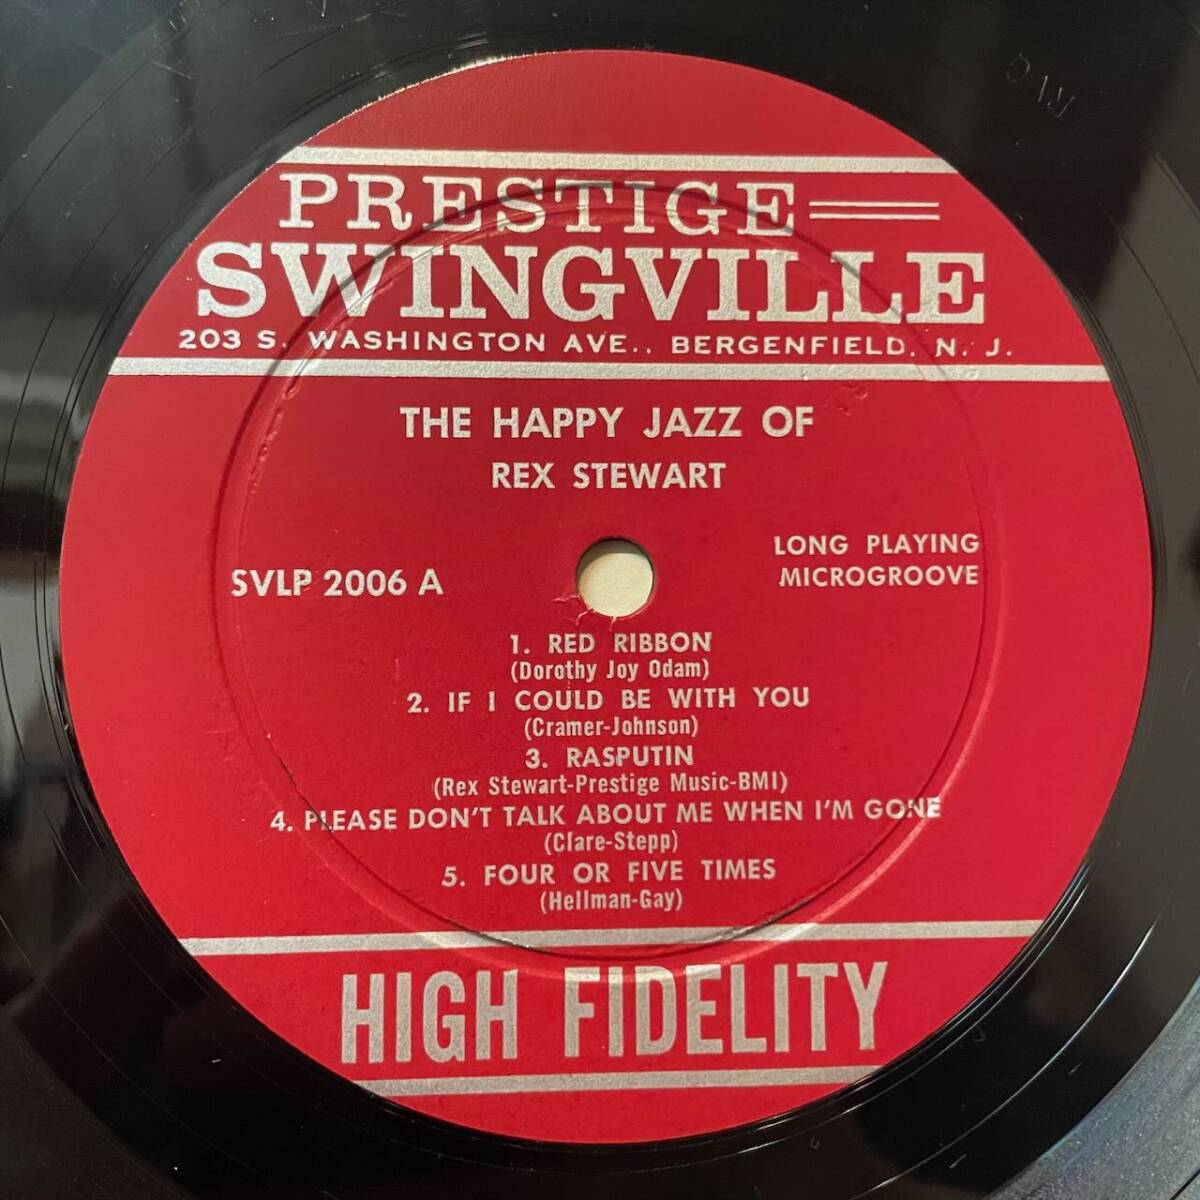 RVG
PRESTIGE
SWINGVILLE
203 S. WASHINGTON AVE., BERGENFIELD, N. J.
THE HAPPY JAZZ OF
REX STEWART
LONG PLAYING
MICROGROOVE
SVLP 2006 A
1. RED RIBBON
(Dorothy Joy Odam)
2. IF I COULD BE WITH YOU
(Cramer-Johnson)
3. RASPUTIN
(Rex Stewart-Prestige Music-BMI)
4. PLEASE DON'T TALK ABOUT ME WHEN I'M GONE
(Clare-Stepp)
5. FOUR OR FIVE TIMES
(Hellman-Gay)
HIGH FIDELITY